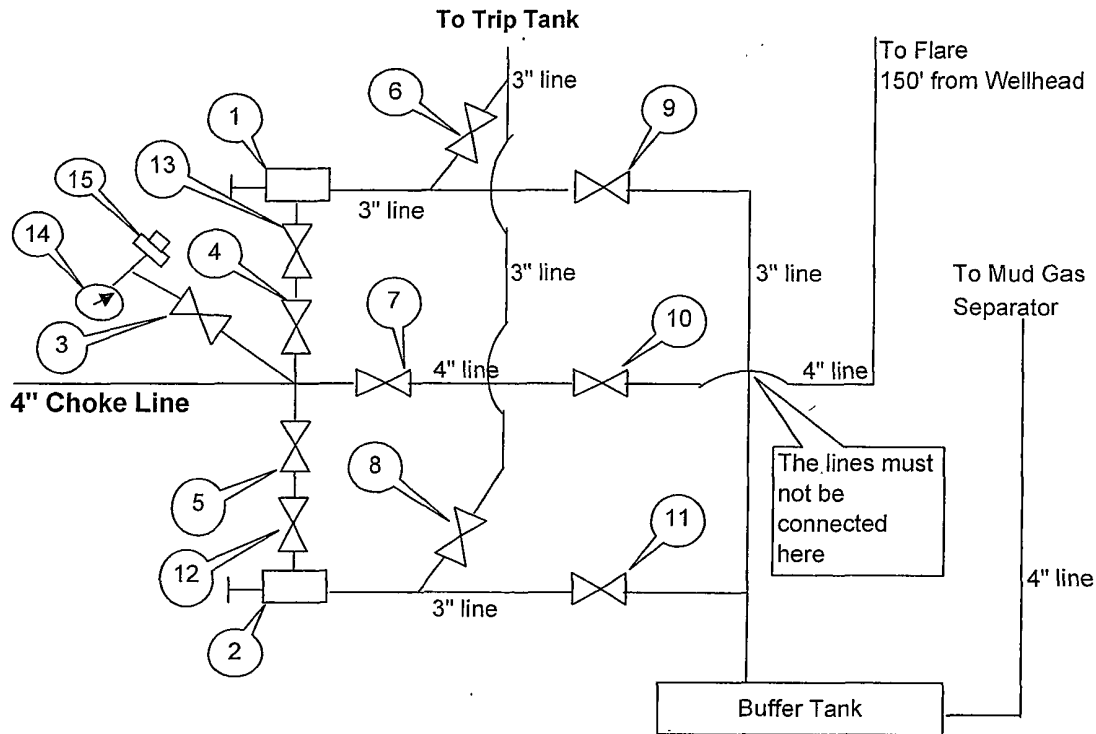 To Trip Tank
To Flare
150' from Wellhead
3" line
6
1
9
13
15
3" line
4
14
3" line
3" line
To Mud Gas
Separator
7
10
3
4" line
4" line
4" Choke Line
The lines must
not be
connected
here
8
5
11
12
4" line
3" line
2
Buffer Tank